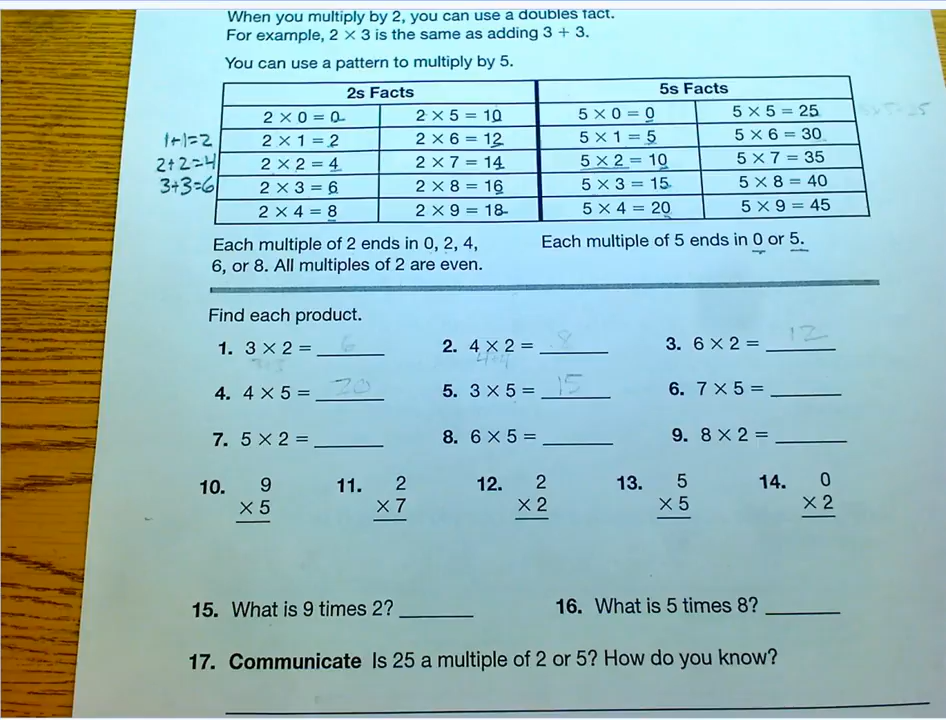 When you multiply by 2, you can use a doubles fact.
For example, 2 × 3 is the same as adding 3 + 3.
You can use a pattern to multiply by 5.
2s Facts 5s Facts
2 × 0 = 0 2 × 5 = 10 5 × 0 = 0 5 × 5 = 25 5×5=25
1+1=2 2 × 1 = 2 2 × 6 = 12 5 × 1 = 5 5 × 6 = 30
2+2=4 2 × 2 = 4 2 × 7 = 14 5 × 2 = 10 5 × 7 = 35
3+3=6 2 × 3 = 6 2 × 8 = 16 5 × 3 = 15 5 × 8 = 40
2 × 4 = 8 2 × 9 = 18 5 × 4 = 20 5 × 9 = 45
Each multiple of 2 ends in 0, 2, 4, Each multiple of 5 ends in 0 or 5.
6, or 8. All multiples of 2 are even.
Find each product.
1. 3 × 2 = 6 2. 4 × 2 = 8 3. 6 × 2 = 12
3+3 4+4
4. 4 × 5 = 20 5. 3 × 5 = 15 6. 7 × 5 =
7. 5 × 2 = 8. 6 × 5 = 9. 8 × 2 =
10. 9 11. 2 12. 2 13. 5 14. 0
× 5 × 7 × 2 × 5 × 2
15. What is 9 times 2? 16. What is 5 times 8?
17. Communicate Is 25 a multiple of 2 or 5? How do you know?